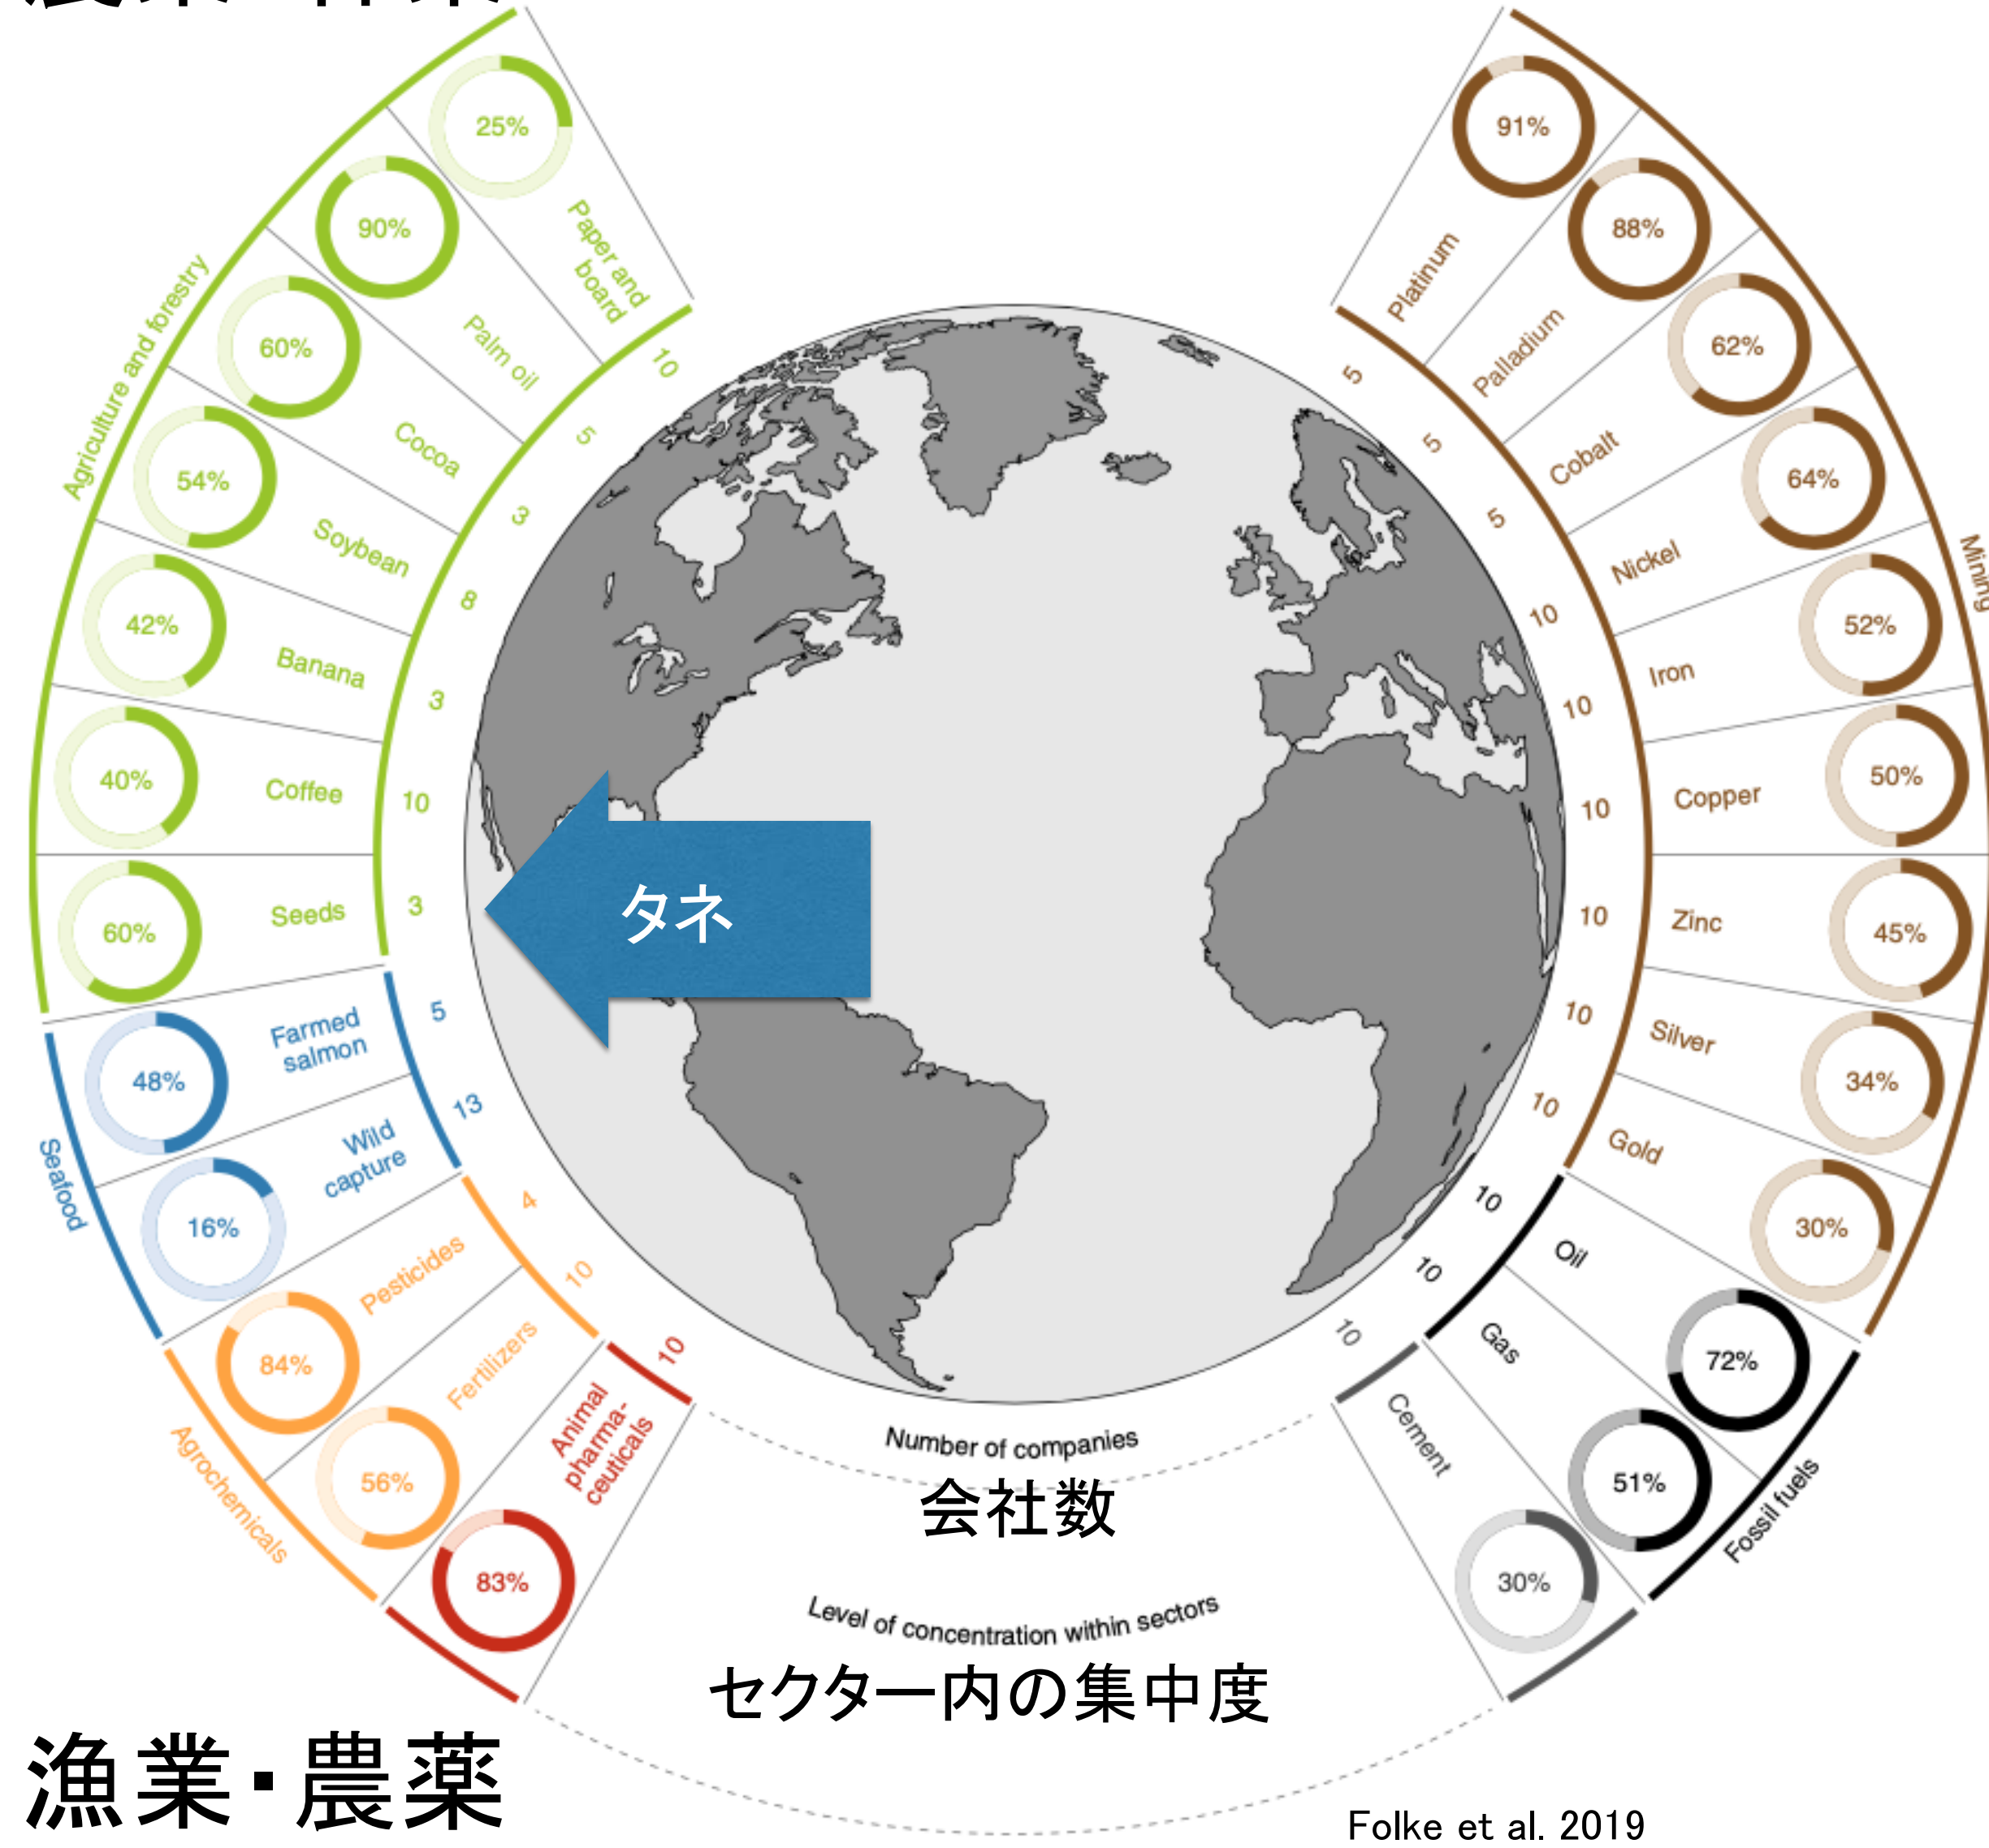 25%
Paper and
board
10
90%
Palm oil
5
60%
Cocoa
3
54%
Soybean
8
42%
Banana
3
40%
Coffee
10
60%
Seeds
3
Agriculture and forestry
タネ
48%
Farmed
salmon
5
16%
Wild
capture
13
Seafood
84%
Pesticides
4
56%
Fertilizers
10
Agrochemicals
83%
Animal
pharma-
ceuticals
10
91%
Platinum
5
88%
Palladium
5
62%
Cobalt
5
64%
Nickel
10
52%
Iron
10
50%
Copper
10
45%
Zinc
10
34%
Silver
10
30%
Gold
10
Mining
72%
Oil
10
51%
Gas
10
Fossil fuels
30%
Cement
10
Number of companies
会社数
Level of concentration within sectors
セクター内の集中度
漁業・農薬
Folke et al. 2019